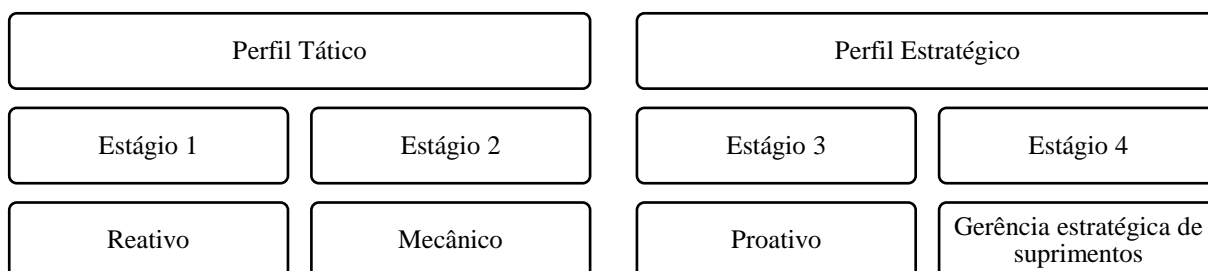 Perfil Tático
Perfil Estratégico
Estágio 1
Estágio 2
Estágio 3
Estágio 4
Reativo
Mecânico
Proativo
Gerência estratégica de
suprimentos